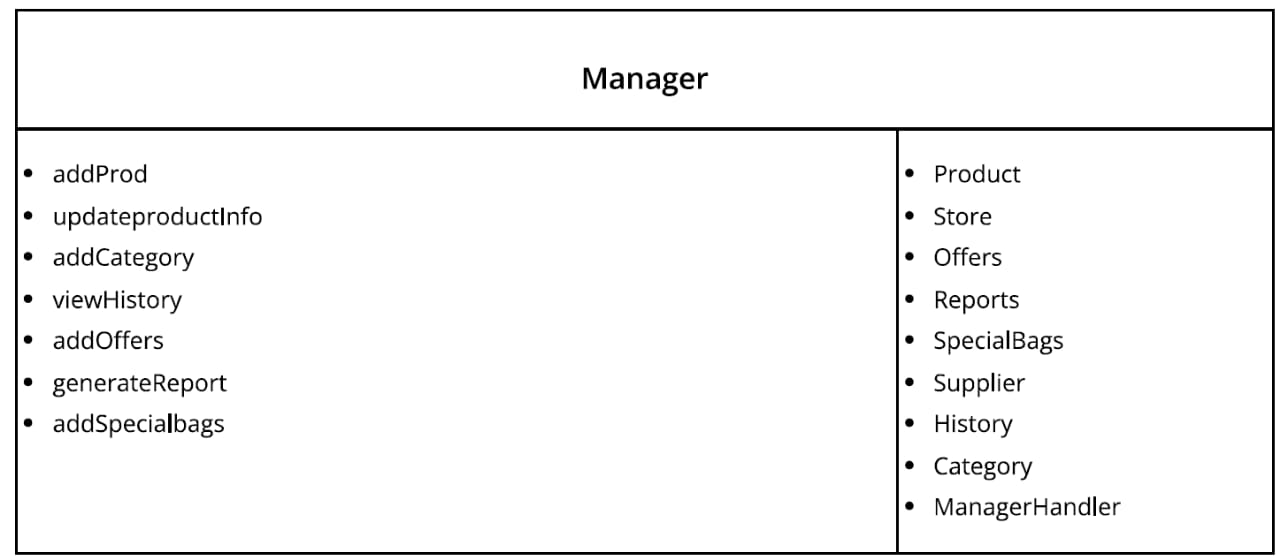 Manager
• addProd
• updateproductInfo
• addCategory
• viewHistory
• addOffers
• generateReport
• addSpecialbags
• Product
• Store
• Offers
• Reports
• SpecialBags
• Supplier
• History
• Category
• ManagerHandler